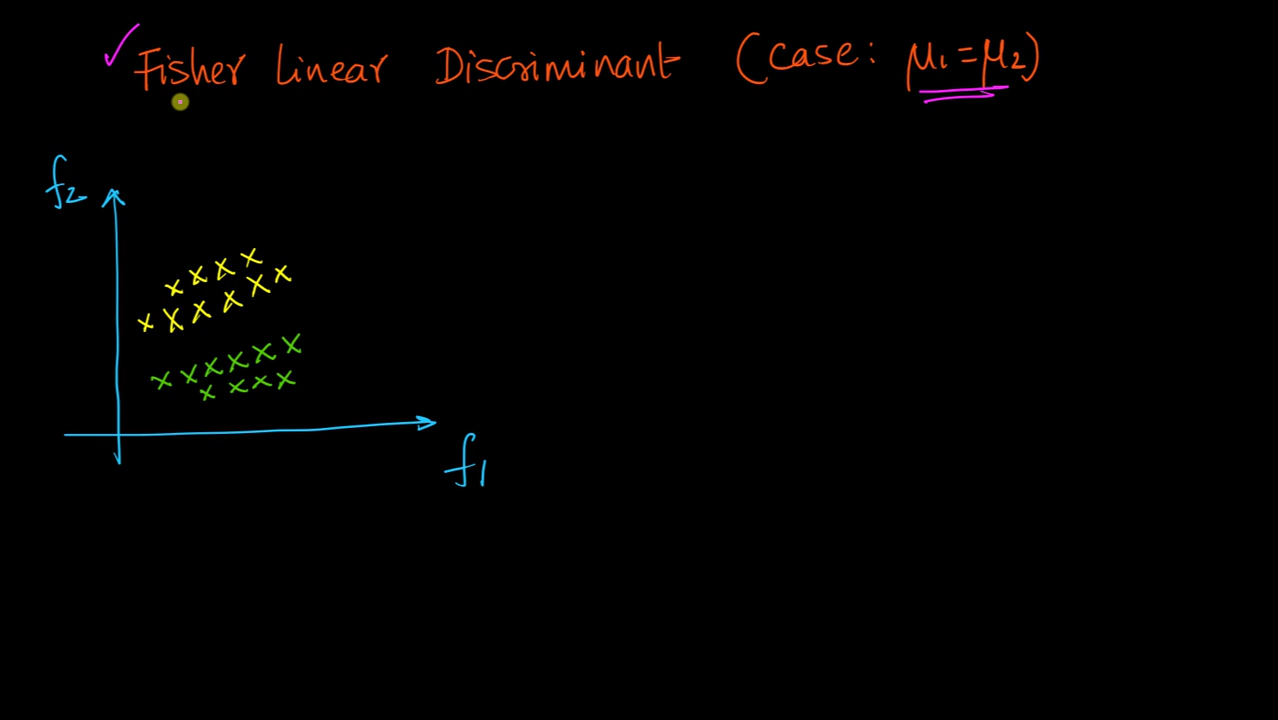 Fisher Linear Discriminant (Case: μ₁=μ₂)
f₂
f₁